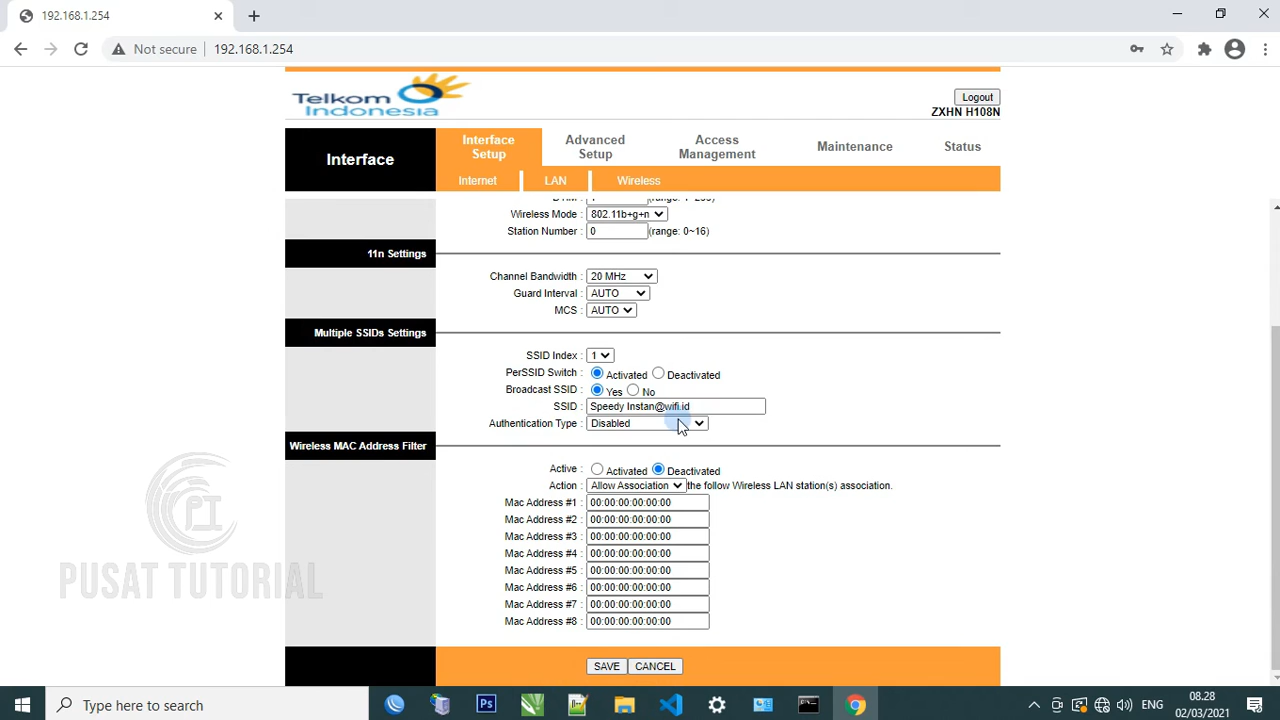 192.168.1.254
Not secure 192.168.1.254
Telkom
Indonesia
Logout
ZXHN H108N
Interface
Interface
Setup
Advanced
Setup
Access
Management
Maintenance
Status
Internet
LAN
Wireless
Wireless Mode : 802.11b+g+n
Station Number : 0 (range: 0~16)
11n Settings
Channel Bandwidth : 20 MHz
Guard Interval : AUTO
MCS : AUTO
Multiple SSIDs Settings
SSID Index : 1
PerSSID Switch : Activated Deactivated
Broadcast SSID : Yes No
SSID : Speedy Instan@wifi.id
Authentication Type : Disabled
Wireless MAC Address Filter
Active : Activated Deactivated
Action : Allow Association the follow Wireless LAN station(s) association.
Mac Address #1 : 00:00:00:00:00:00
Mac Address #2 : 00:00:00:00:00:00
Mac Address #3 : 00:00:00:00:00:00
Mac Address #4 : 00:00:00:00:00:00
Mac Address #5 : 00:00:00:00:00:00
Mac Address #6 : 00:00:00:00:00:00
Mac Address #7 : 00:00:00:00:00:00
Mac Address #8 : 00:00:00:00:00:00
PUSAT TUTORIAL
SAVE CANCEL
Type here to search
Ps
ENG
08.28
02/03/2021